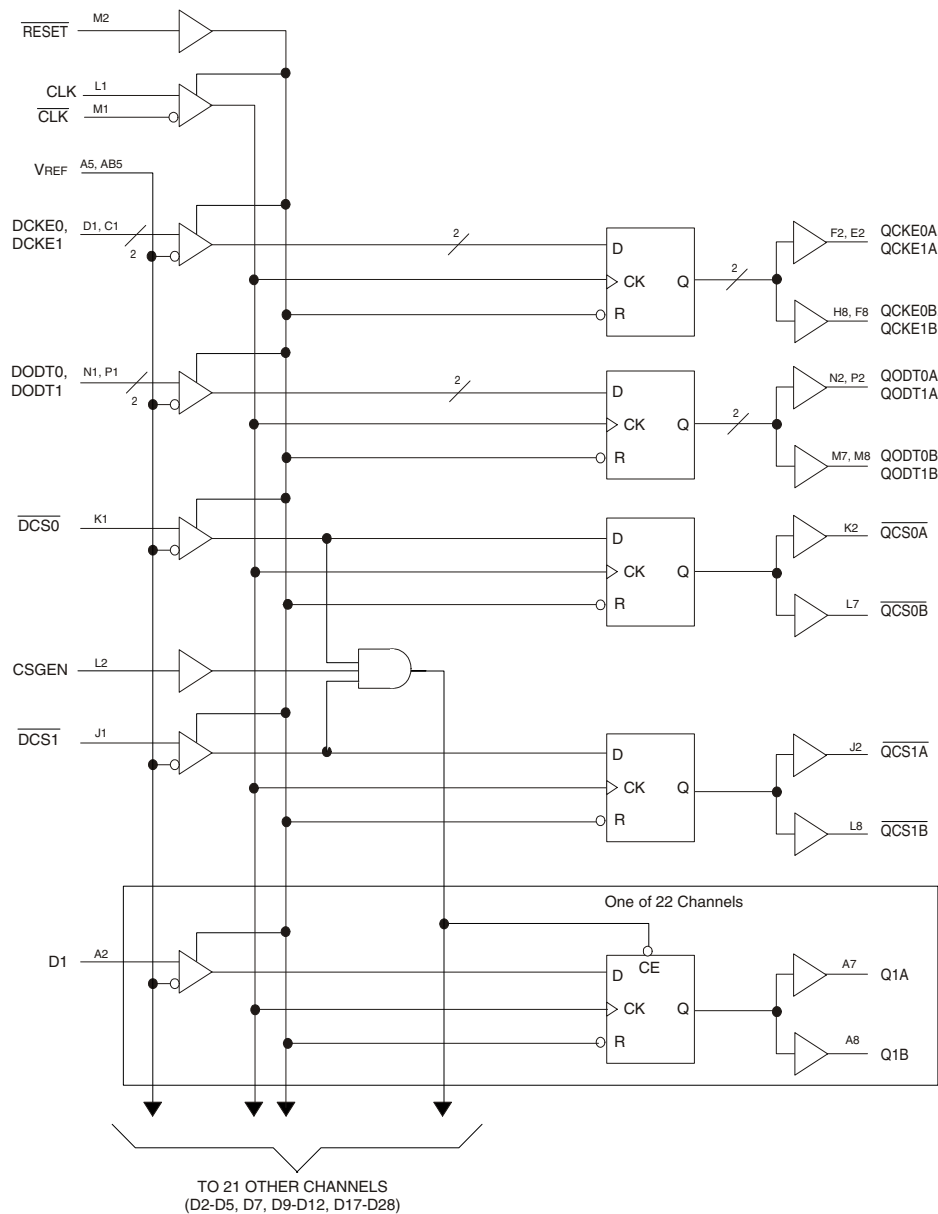 RESET M2
CLK L1
CLK M1
VREF A5, AB5
DCKE0, D1, C1
DCKE1 2
2
D
CK Q
R
2
F2, E2 QCKE0A
QCKE1A
H8, F8 QCKE0B
QCKE1B
DODT0, N1, P1
DODT1 2
2
D
CK Q
R
2
N2, P2 QODT0A
QODT1A
M7, M8 QODT0B
QODT1B
DCS0 K1
D
CK Q
R
K2 QCS0A
L7 QCS0B
CSGEN L2
DCS1 J1
D
CK Q
R
J2 QCS1A
L8 QCS1B
One of 22 Channels
D1 A2
CE
D
CK Q
R
A7 Q1A
A8 Q1B
TO 21 OTHER CHANNELS
(D2-D5, D7, D9-D12, D17-D28)